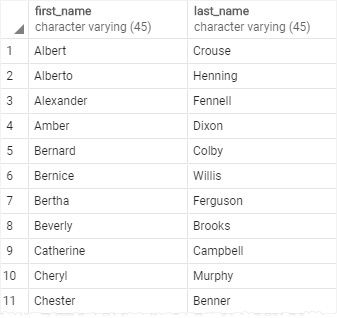 first_name last_name
character varying (45) character varying (45)
1 Albert Crouse
2 Alberto Henning
3 Alexander Fennell
4 Amber Dixon
5 Bernard Colby
6 Bernice Willis
7 Bertha Ferguson
8 Beverly Brooks
9 Catherine Campbell
10 Cheryl Murphy
11 Chester Benner